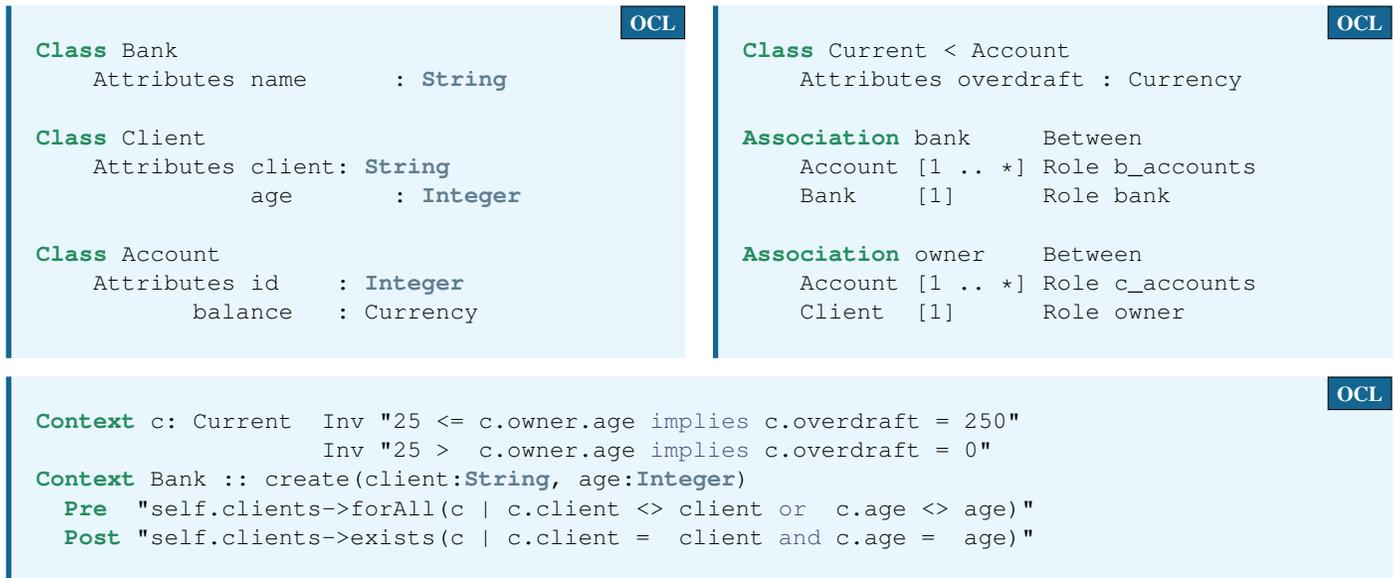 OCL
Class Bank
    Attributes name      : String

Class Client
    Attributes client: String
               age       : Integer

Class Account
    Attributes id    : Integer
           balance   : Currency

OCL
Class Current < Account
    Attributes overdraft : Currency

Association bank     Between
    Account [1 .. *] Role b_accounts
    Bank    [1]      Role bank

Association owner    Between
    Account [1 .. *] Role c_accounts
    Client  [1]      Role owner

OCL
Context c: Current  Inv "25 <= c.owner.age implies c.overdraft = 250"
                    Inv "25 >  c.owner.age implies c.overdraft = 0"
Context Bank :: create(client:String, age:Integer)
  Pre  "self.clients->forAll(c | c.client <> client or  c.age <> age)"
  Post "self.clients->exists(c | c.client =  client and c.age =  age)"